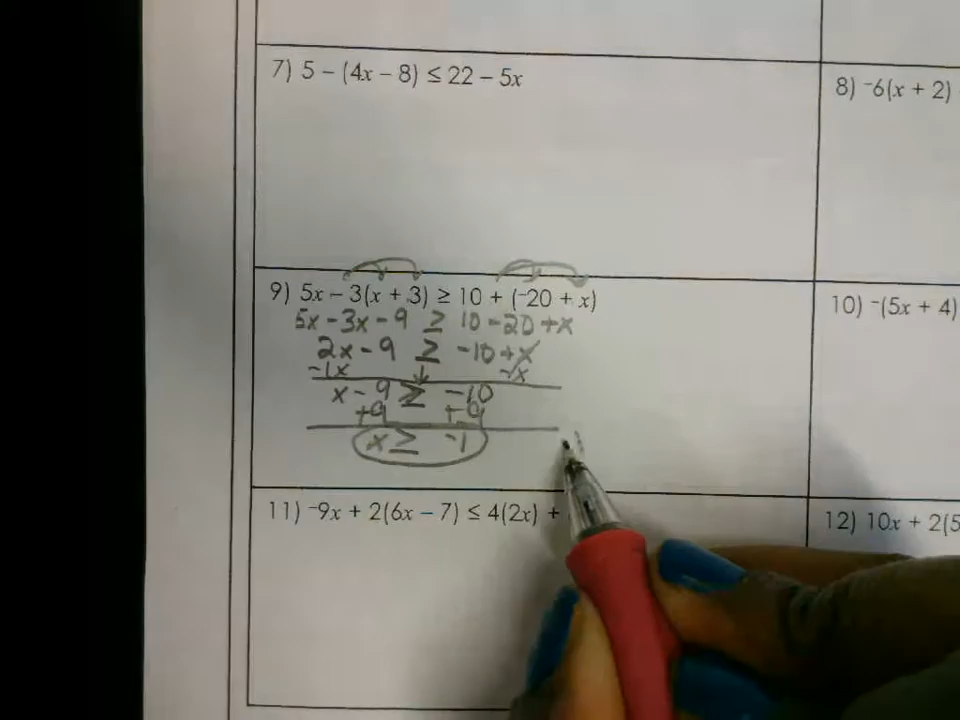 7) 5 − (4x − 8) ≤ 22 − 5x
8) ⁻6(x + 2)
9) 5x − 3(x + 3) ≥ 10 + (⁻20 + x)
5x - 3x - 9 ≥ 10 - 20 + x
2x - 9 ≥ -10 + x
-1x -x
x - 9 ≥ -10
+9 +9
x ≥ -1
10) ⁻(5x + 4)
11) ⁻9x + 2(6x − 7) ≤ 4(2x) +
12) 10x + 2(5